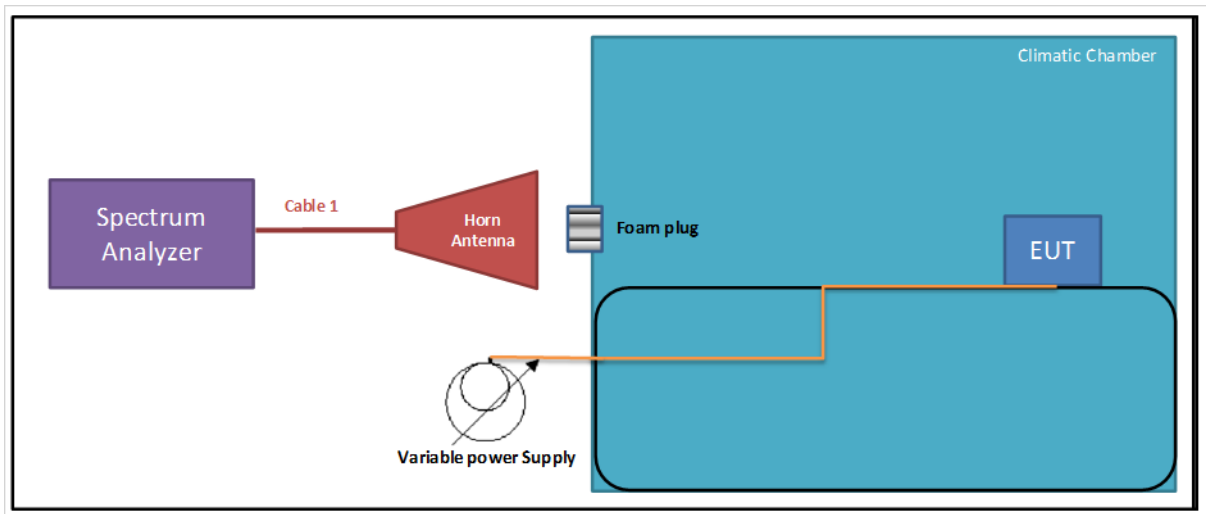 Climatic Chamber
Spectrum
Analyzer
Cable 1
Horn
Antenna
Foam plug
EUT
Variable power Supply